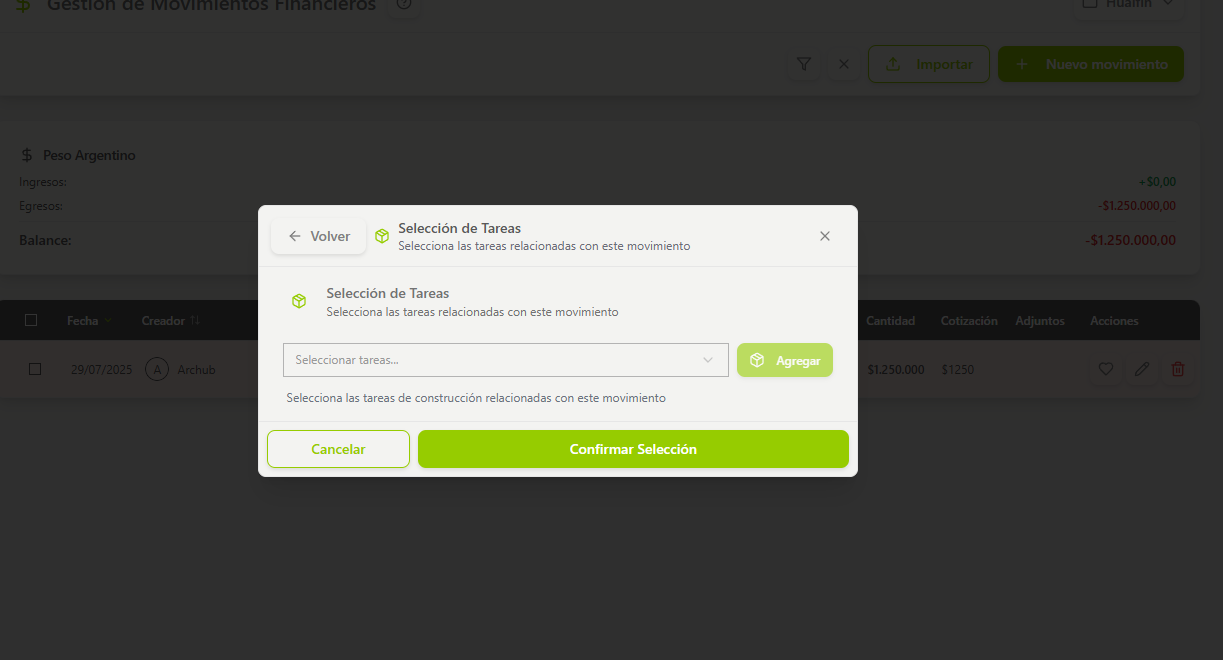 $ Gestión de Movimientos Financieros
Hualfin
Importar
+ Nuevo movimiento
$ Peso Argentino
Ingresos: +$0,00
Egresos: -$1.250.000,00
Balance: -$1.250.000,00
Volver
Selección de Tareas
Selecciona las tareas relacionadas con este movimiento
Selección de Tareas
Selecciona las tareas relacionadas con este movimiento
Seleccionar tareas...
Agregar
Selecciona las tareas de construcción relacionadas con este movimiento
Cancelar
Confirmar Selección
Fecha Creador Cantidad Cotización Adjuntos Acciones
29/07/2025 A Archub $1.250.000 $1250